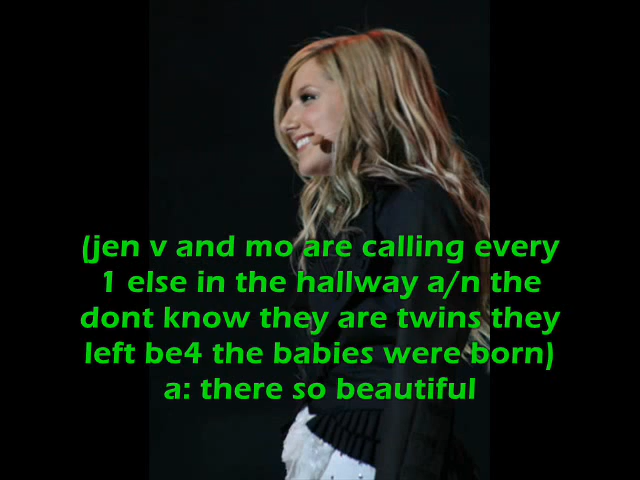 (jen v and mo are calling every
1 else in the hallway a/n the
dont know they are twins they
left be4 the babies were born)
a: there so beautiful